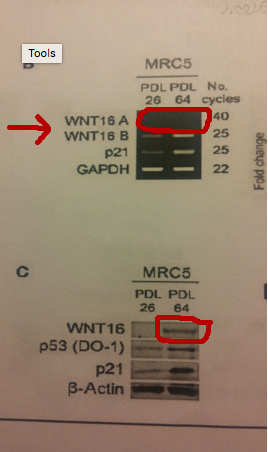 Tools
B
MRC5
PDL PDL No.
26 64 cycles
WNT16 A 40
WNT16 B 25
p21 25
GAPDH 22
Fold change
C
MRC5
PDL PDL
26 64
WNT16
p53 (DO-1)
p21
β-Actin